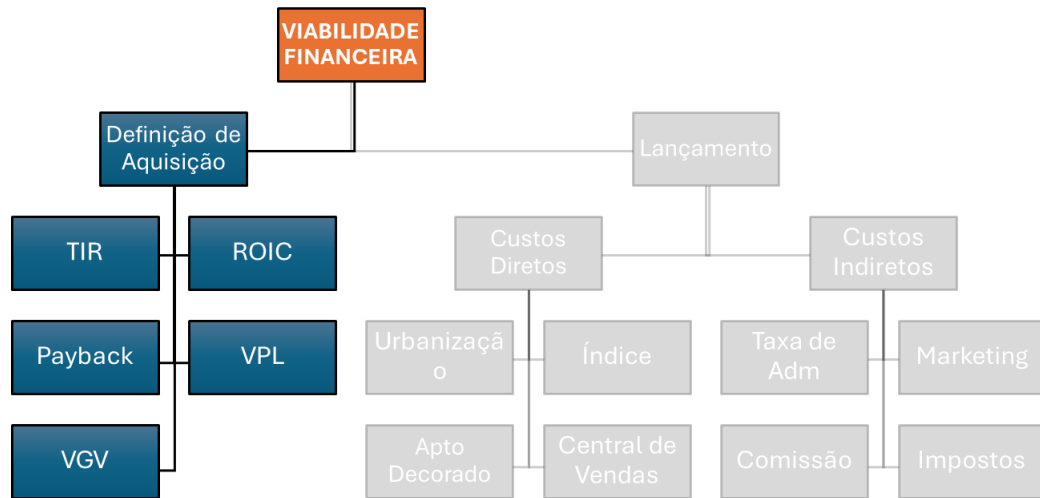 VIABILIDADE
FINANCEIRA
Definição de
Aquisição
Lançamento
TIR
ROIC
Custos
Diretos
Custos
Indiretos
Payback
VPL
Urbanizaçã
o
Índice
Taxa de
Adm
Marketing
VGV
Apto
Decorado
Central de
Vendas
Comissão
Impostos